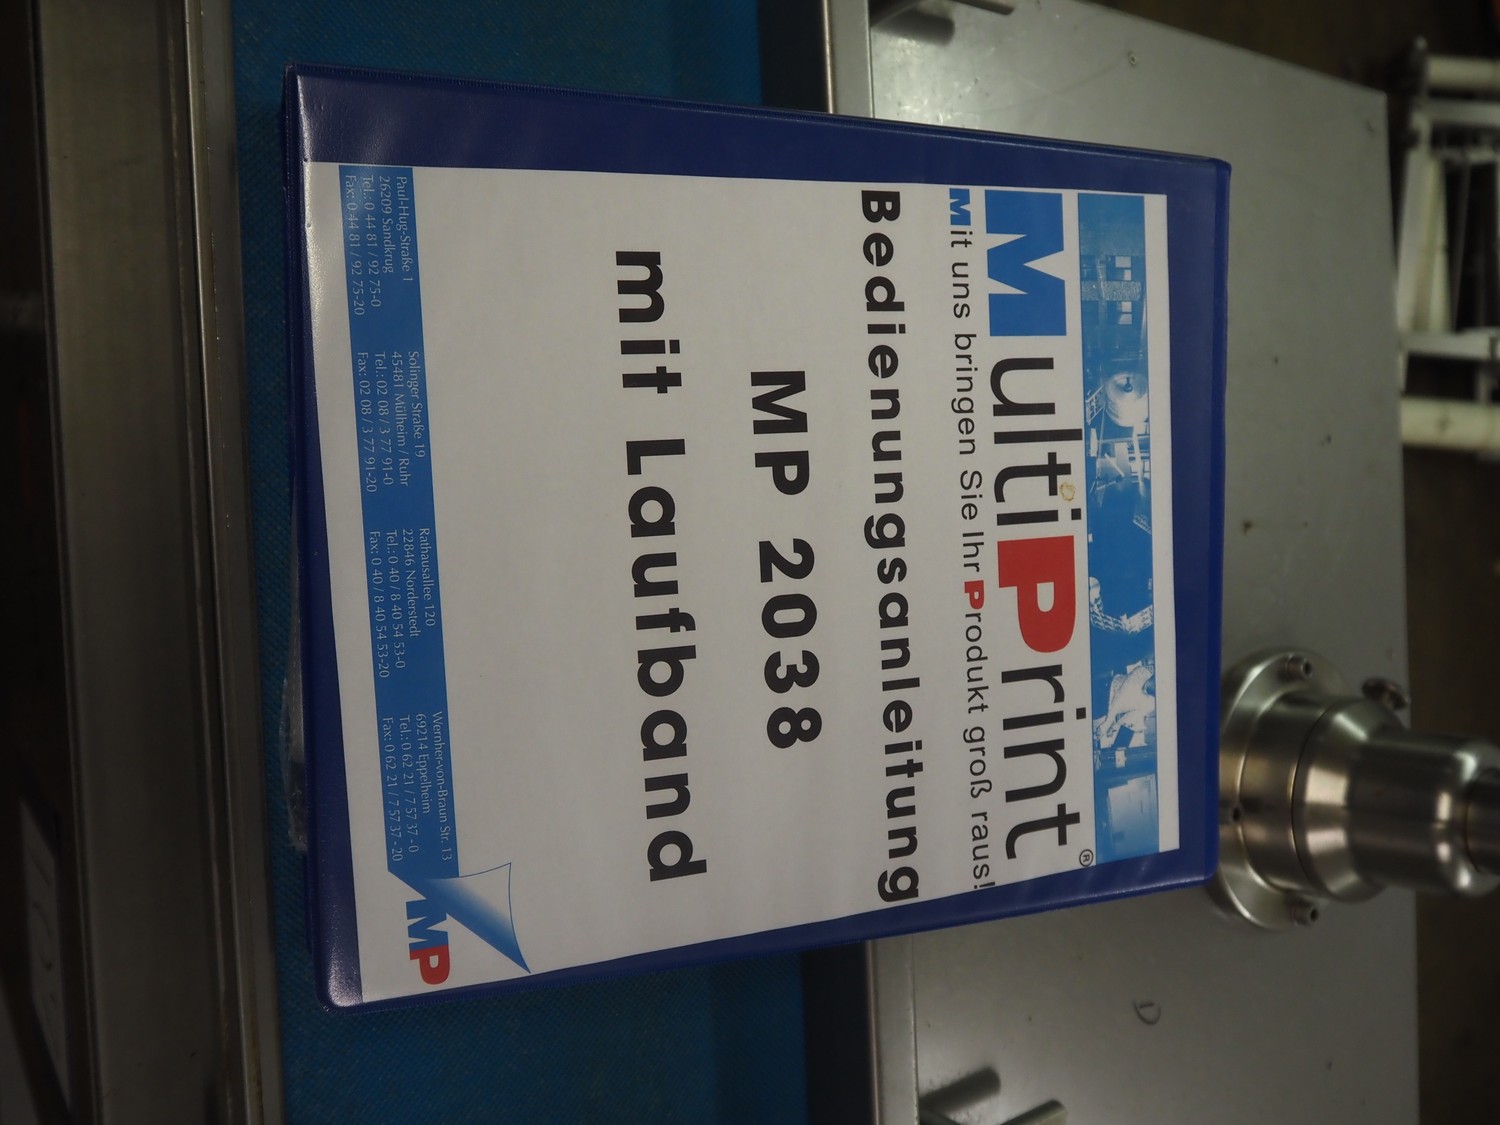 MultiPrint®
Mit uns bringen Sie Ihr Produkt groß raus!
Bedienungsanleitung
MP 2038
mit Laufband
Paul-Hug-Straße 1
26209 Sandkrug
Tel.: 0 44 81 / 92 75-0
Fax: 0 44 81 / 92 75-20
Solinger Straße 19
45481 Mülheim / Ruhr
Tel.: 02 08 / 3 77 91-0
Fax: 02 08 / 3 77 91-20
Rathausallee 120
22846 Norderstedt
Tel.: 0 40 / 8 40 54 53-0
Fax: 0 40 / 8 40 54 53-20
Wernher-von-Braun Str. 13
69214 Eppelheim
Tel.: 0 62 21 / 7 57 37 - 0
Fax: 0 62 21 / 7 57 37 - 20
MP